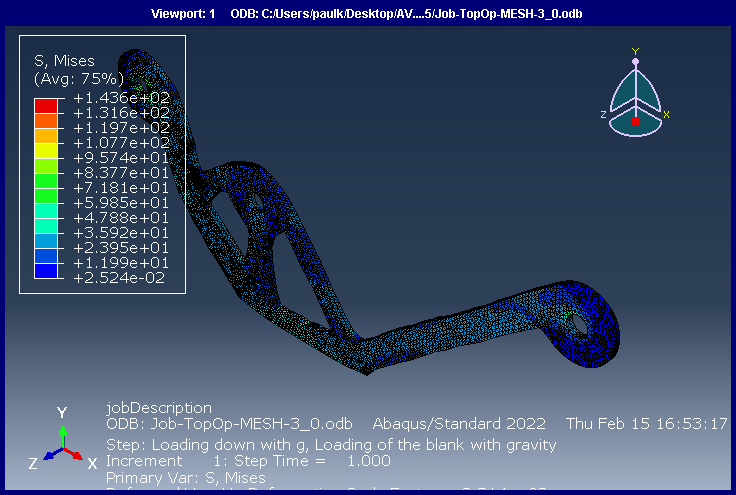 Viewport: 1 ODB: C:/Users/paulk/Desktop/AV....5/Job-TopOp-MESH-3_0.odb
S, Mises
(Avg: 75%)
+1.436e+02
+1.316e+02
+1.197e+02
+1.077e+02
+9.574e+01
+8.377e+01
+7.181e+01
+5.985e+01
+4.788e+01
+3.592e+01
+2.395e+01
+1.199e+01
+2.524e-02
Y
Z X
jobDescription
ODB: Job-TopOp-MESH-3_0.odb Abaqus/Standard 2022 Thu Feb 15 16:53:17
Step: Loading down with g, Loading of the blank with gravity
Increment 1: Step Time = 1.000
Primary Var: S, Mises
Y
Z X